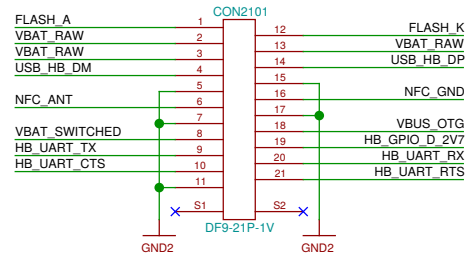 CON2101
FLASH_A 1
12 FLASH_K
VBAT_RAW 2
13 VBAT_RAW
VBAT_RAW 3
14 USB_HB_DP
USB_HB_DM 4
15
5
16 NFC_GND
NFC_ANT 6
17
7
18 VBUS_OTG
VBAT_SWITCHED 8
19 HB_GPIO_D_2V7
HB_UART_TX 9
20 HB_UART_RX
HB_UART_CTS 10
21 HB_UART_RTS
11
S1
S2
DF9-21P-1V
GND2
GND2